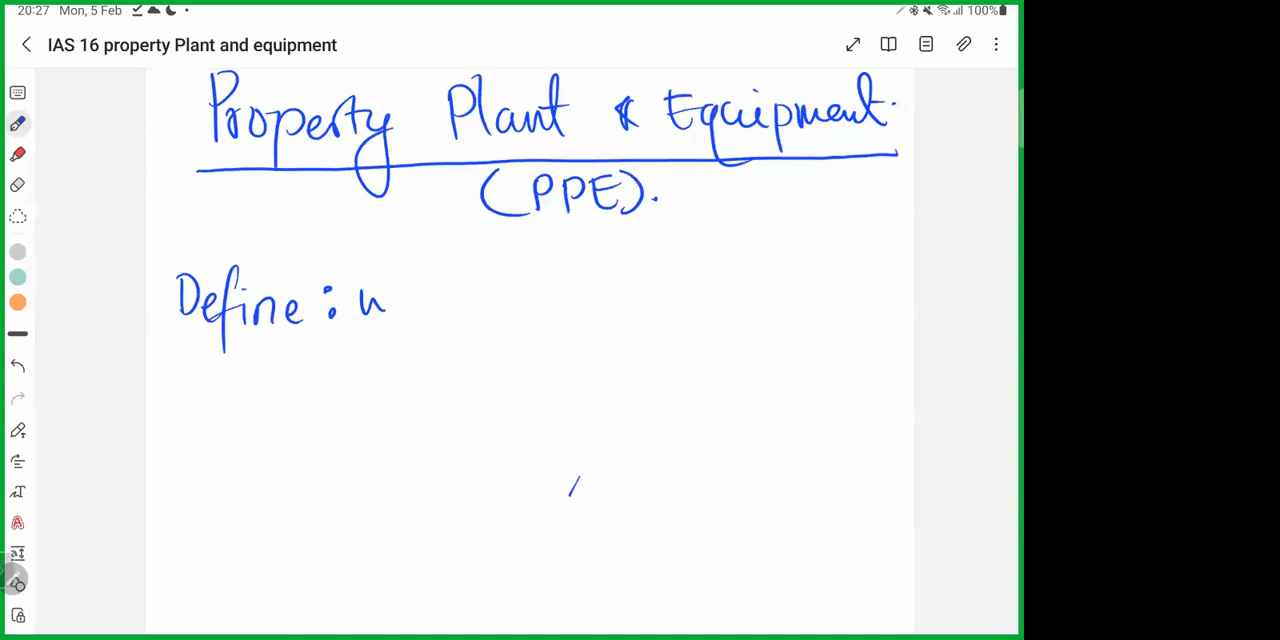 20:27 Mon, 5 Feb 100%
IAS 16 property Plant and equipment
Property Plant & Equipment.
(PPE).
Define : u